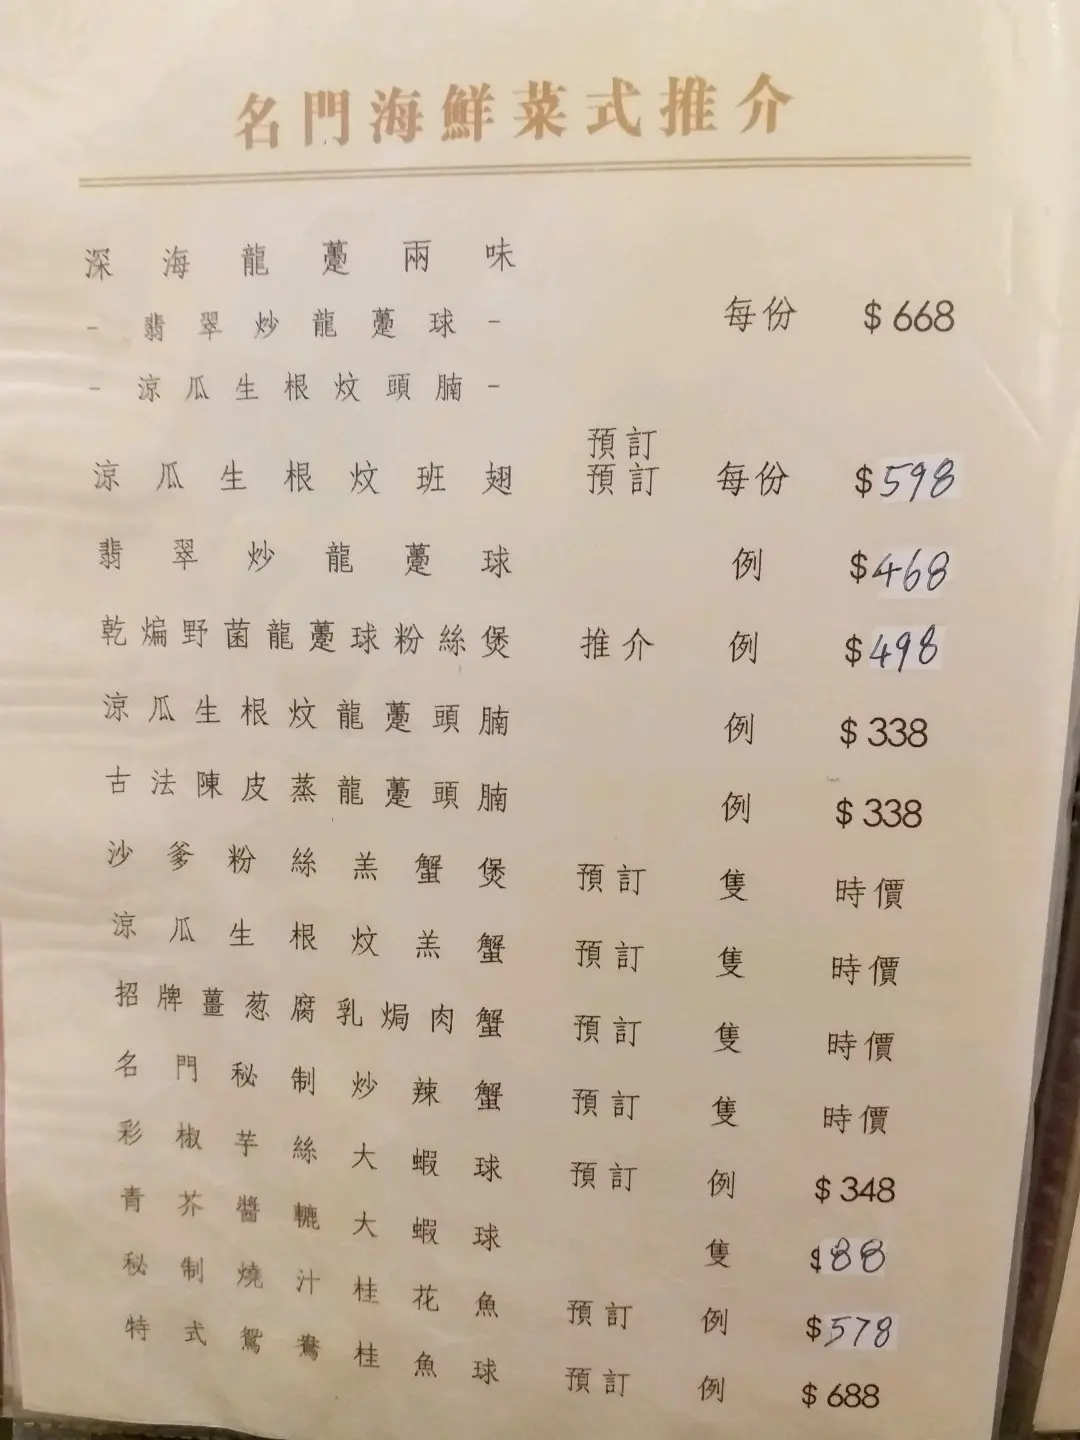 名門海鮮菜式推介
深海龍躉兩味
- 翡翠炒龍躉球 - 每份 $668
- 涼瓜生根炆頭腩 -
預訂
涼瓜生根炆班翅 預訂 每份 $598
翡翠炒龍躉球 例 $468
乾煸野菌龍躉球粉絲煲 推介 例 $498
涼瓜生根炆龍躉頭腩 例 $338
古法陳皮蒸龍躉頭腩 例 $338
沙爹粉絲羔蟹煲 預訂 隻 時價
涼瓜生根炆羔蟹 預訂 隻 時價
招牌薑葱腐乳焗肉蟹 預訂 隻 時價
名門秘制炒辣蟹 預訂 隻 時價
彩椒芋絲大蝦球 預訂 例 $348
青芥醬轆大蝦球 隻 $88
秘制燒汁桂花魚 預訂 例 $578
特式鴛鴦桂魚球 預訂 例 $688